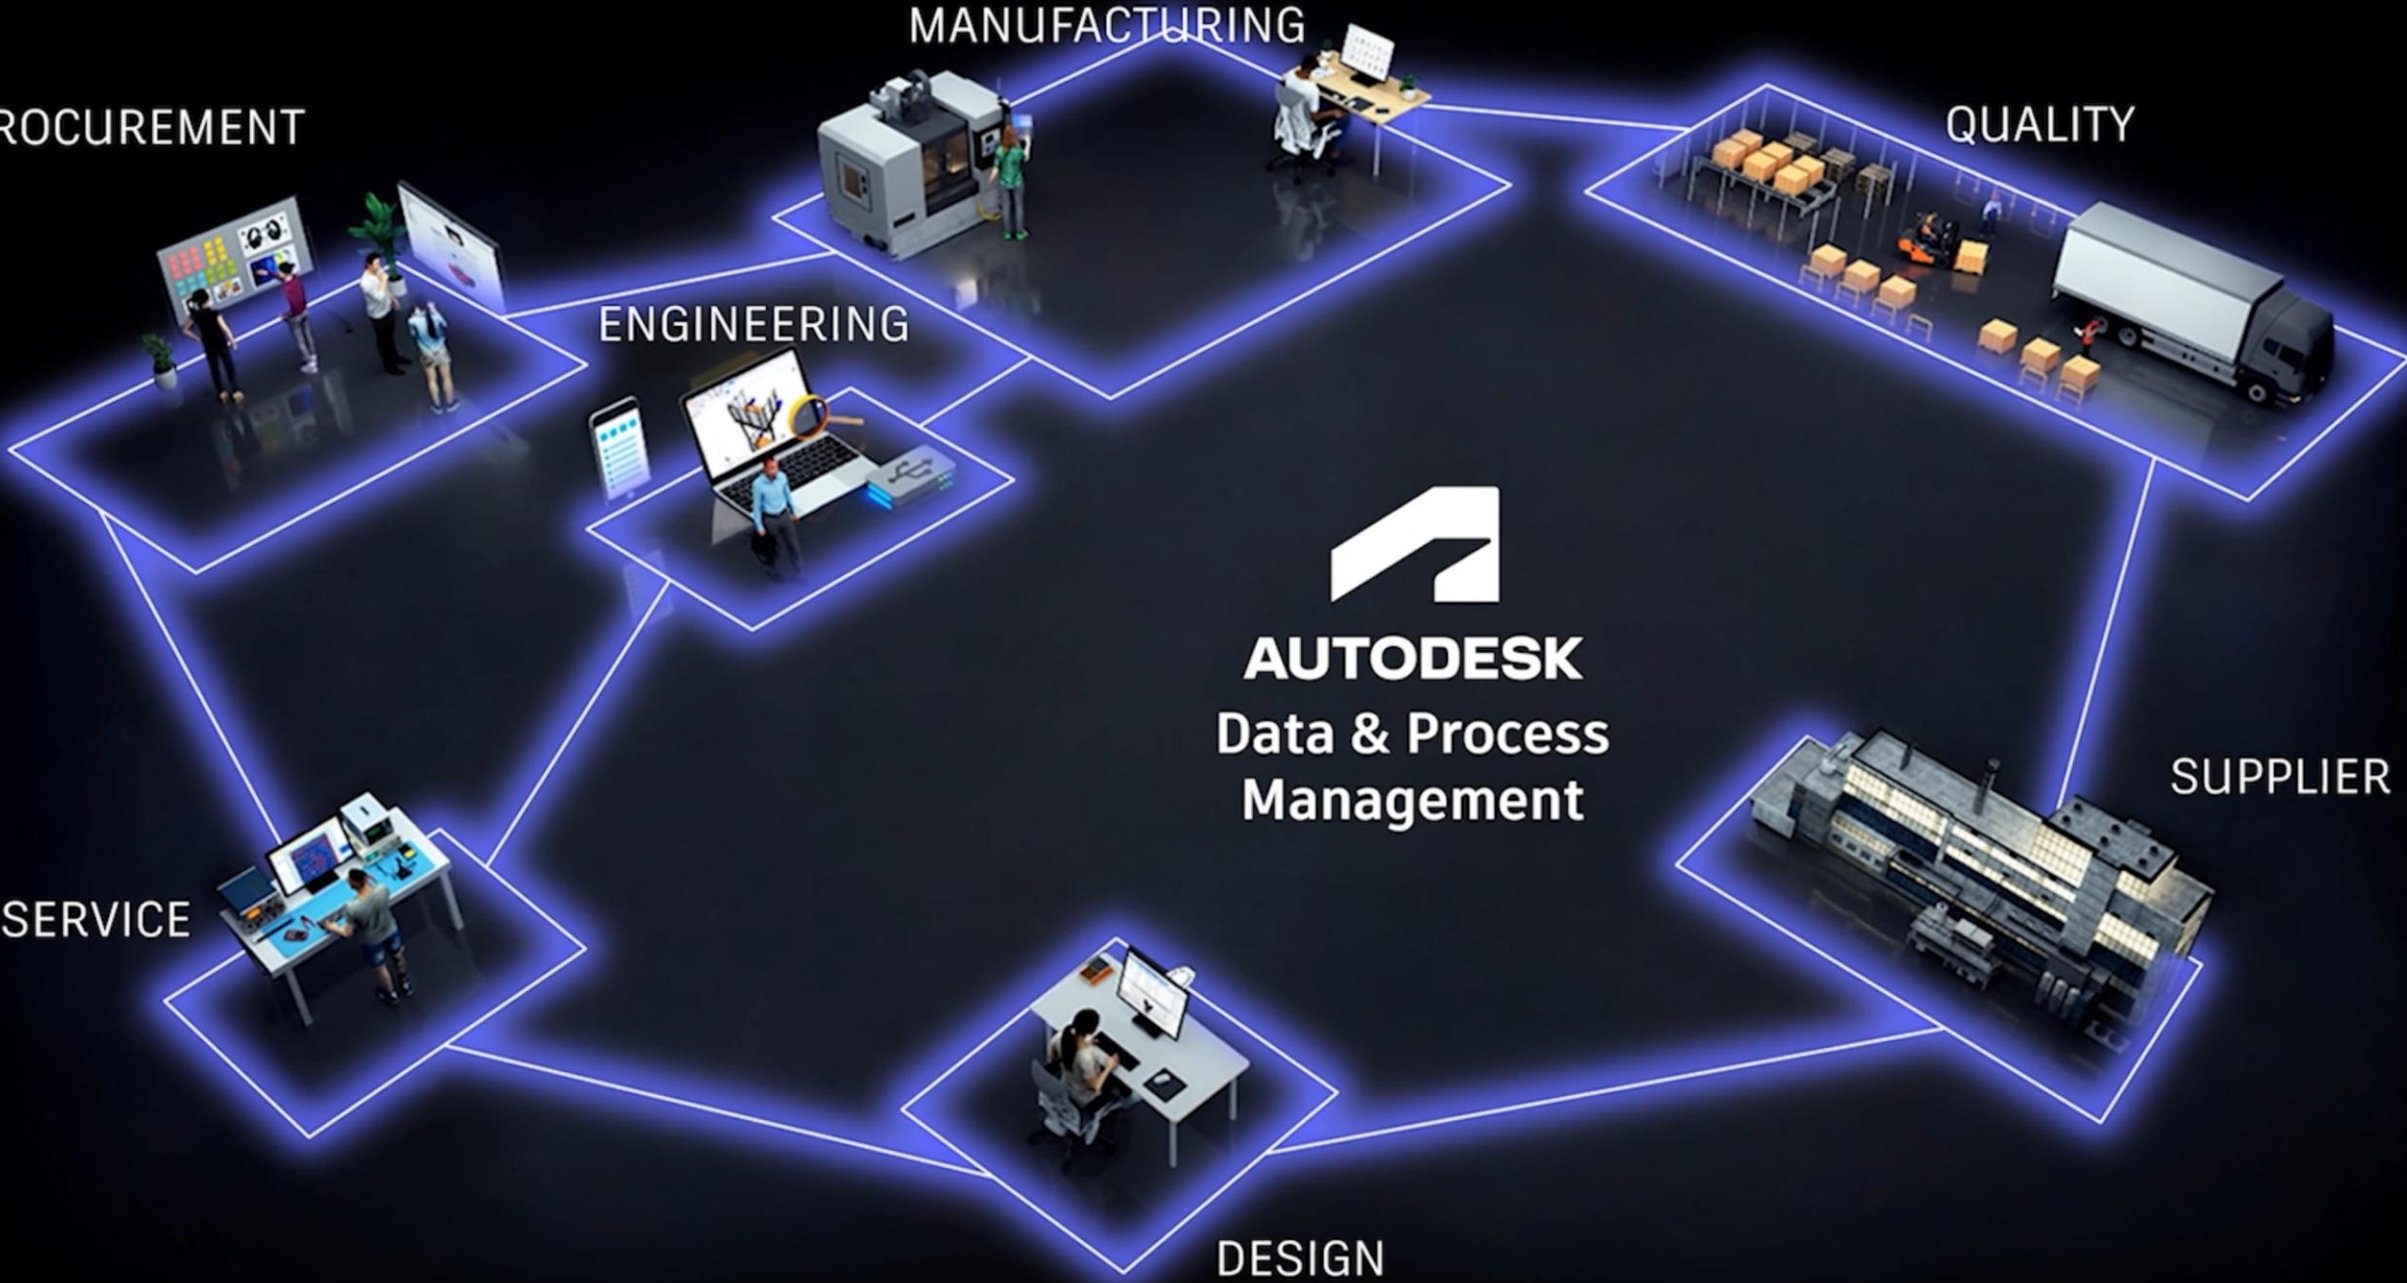 MANUFACTURING
ROCUREMENT
QUALITY
ENGINEERING
AUTODESK
Data & Process
Management
SUPPLIER
SERVICE
DESIGN